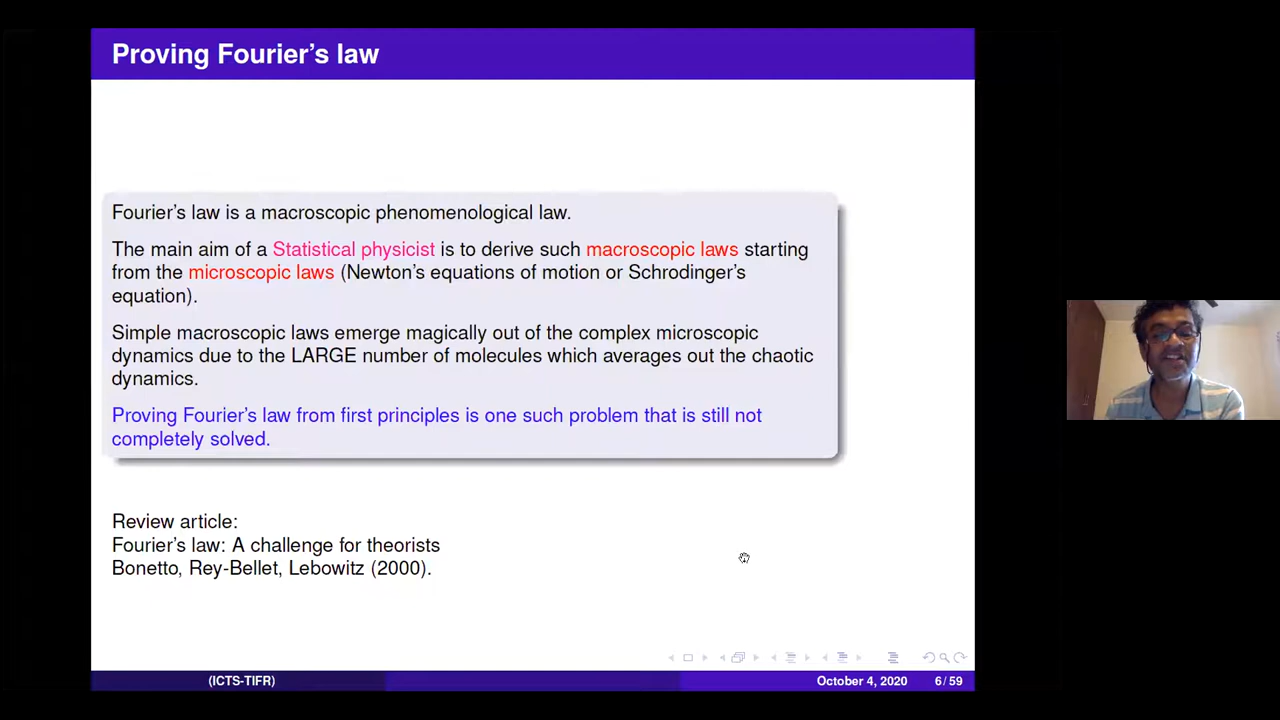 Proving Fourier's law
Fourier's law is a macroscopic phenomenological law.
The main aim of a Statistical physicist is to derive such macroscopic laws starting
from the microscopic laws (Newton's equations of motion or Schrodinger's
equation).
Simple macroscopic laws emerge magically out of the complex microscopic
dynamics due to the LARGE number of molecules which averages out the chaotic
dynamics.
Proving Fourier's law from first principles is one such problem that is still not
completely solved.
Review article:
Fourier's law: A challenge for theorists
Bonetto, Rey-Bellet, Lebowitz (2000).
(ICTS-TIFR) October 4, 2020 6/59